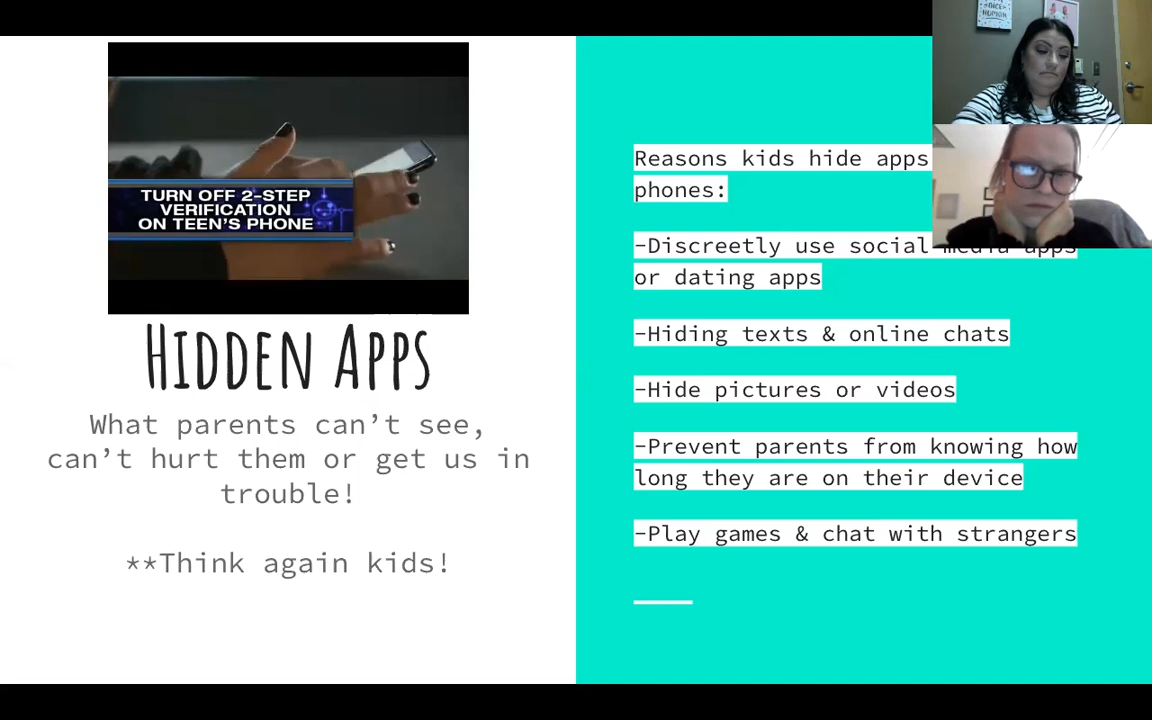 TURN OFF 2-STEP
VERIFICATION
ON TEEN'S PHONE
HIDDEN APPS
What parents can't see,
can't hurt them or get us in
trouble!
**Think again kids!
Reasons kids hide apps
phones:
-Discreetly use social media apps
or dating apps
-Hiding texts & online chats
-Hide pictures or videos
-Prevent parents from knowing how
long they are on their device
-Play games & chat with strangers